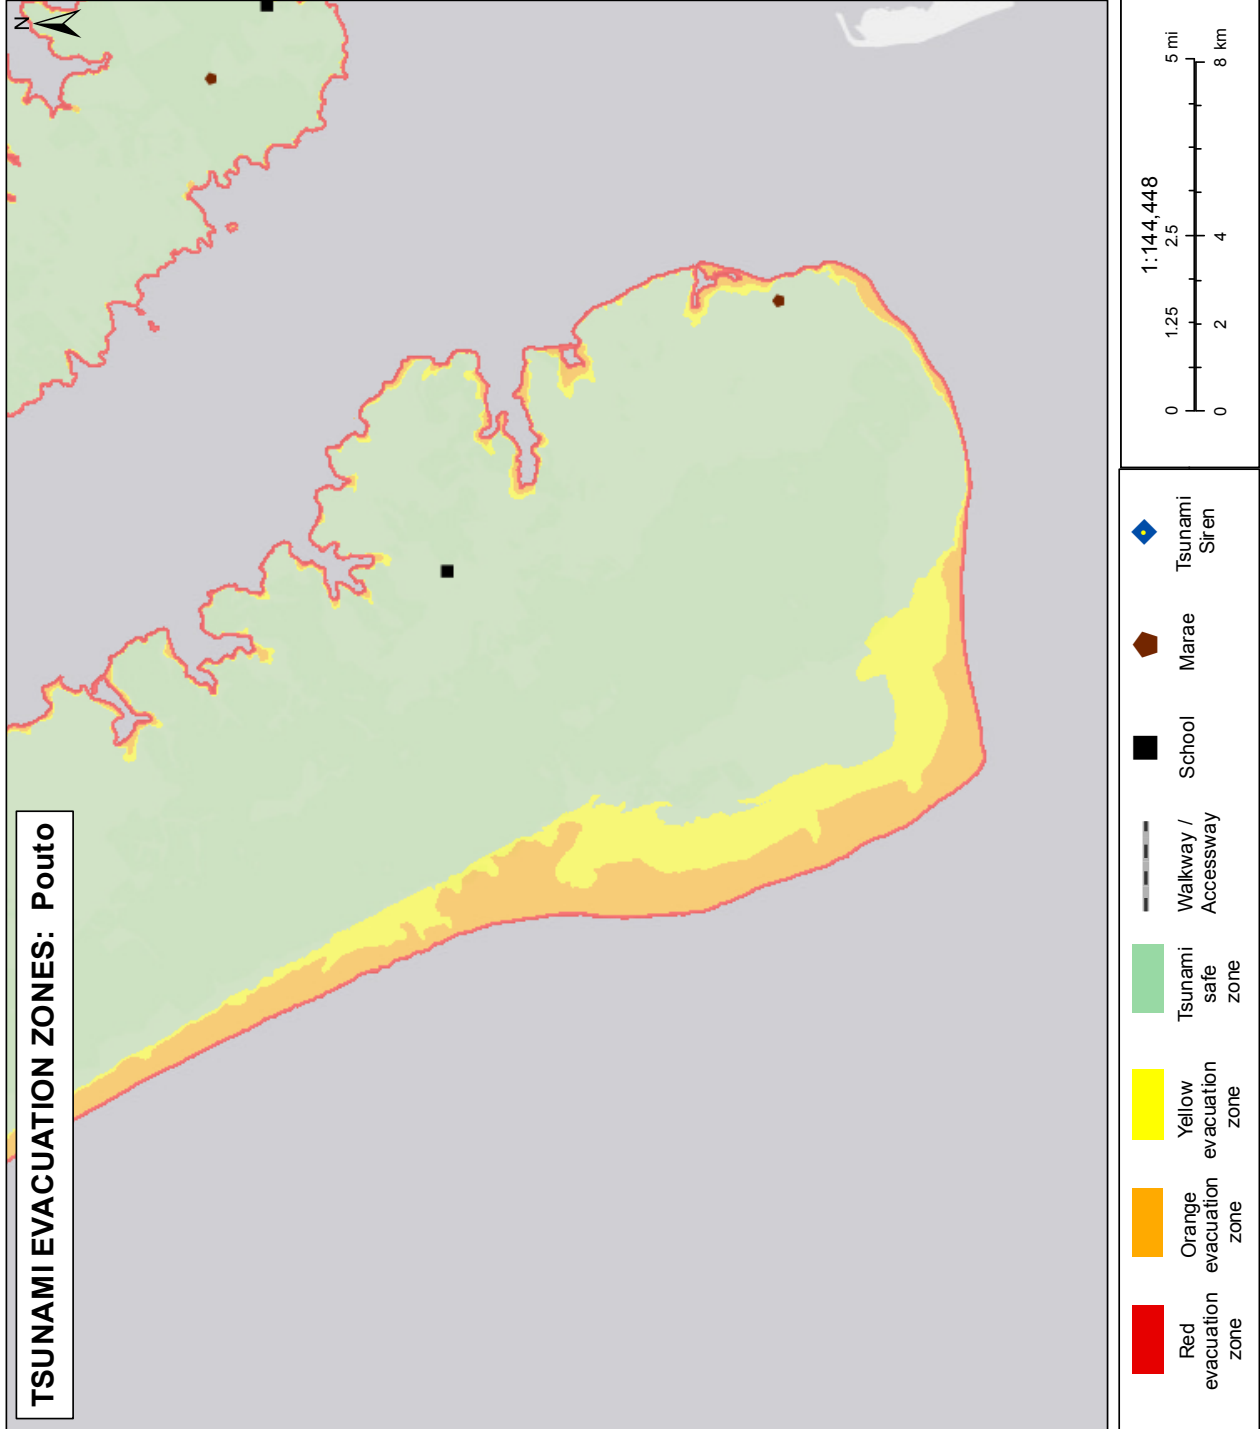 TSUNAMI EVACUATION ZONES: Pouto
N
Red
evacuation
zone
Orange
evacuation
zone
Yellow
evacuation
zone
Tsunami
safe
zone
Walkway /
Accessway
School
Marae
Tsunami
Siren
1:144,448
0 1.25 2.5 5 mi
0 2 4 8 km